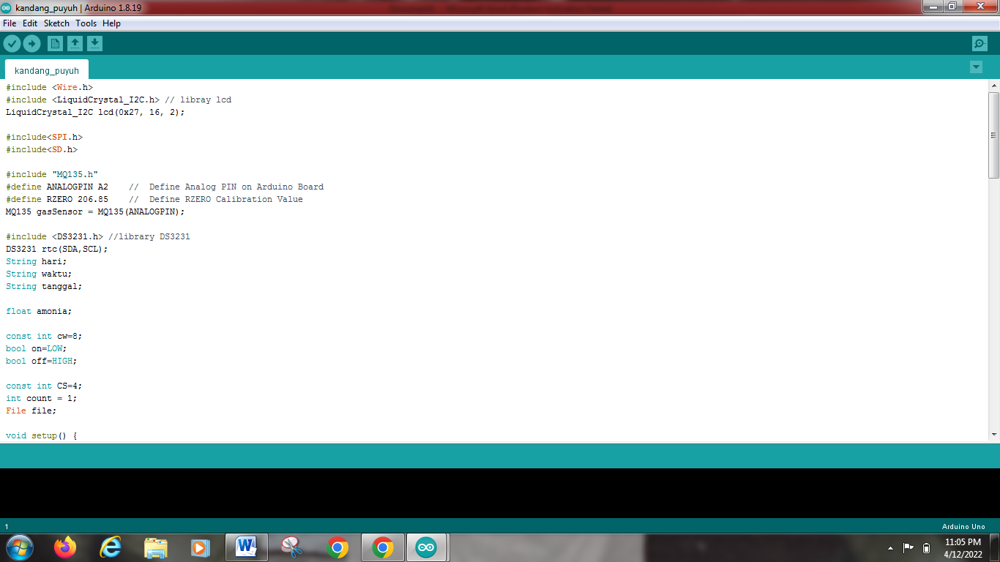 kandang_puyuh | Arduino 1.8.19
File Edit Sketch Tools Help
kandang_puyuh
#include <Wire.h>
#include <LiquidCrystal_I2C.h> // libray lcd
LiquidCrystal_I2C lcd(0x27, 16, 2);
#include<SPI.h>
#include<SD.h>
#include "MQ135.h"
#define ANALOGPIN A2    //  Define Analog PIN on Arduino Board
#define RZERO 206.85    //  Define RZERO Calibration Value
MQ135 gasSensor = MQ135(ANALOGPIN);
#include <DS3231.h> //library DS3231
DS3231 rtc(SDA,SCL);
String hari;
String waktu;
String tanggal;
float amonia;
const int cw=8;
bool on=LOW;
bool off=HIGH;
const int CS=4;
int count = 1;
File file;
void setup() {
1
Arduino Uno
11:05 PM
4/12/2022